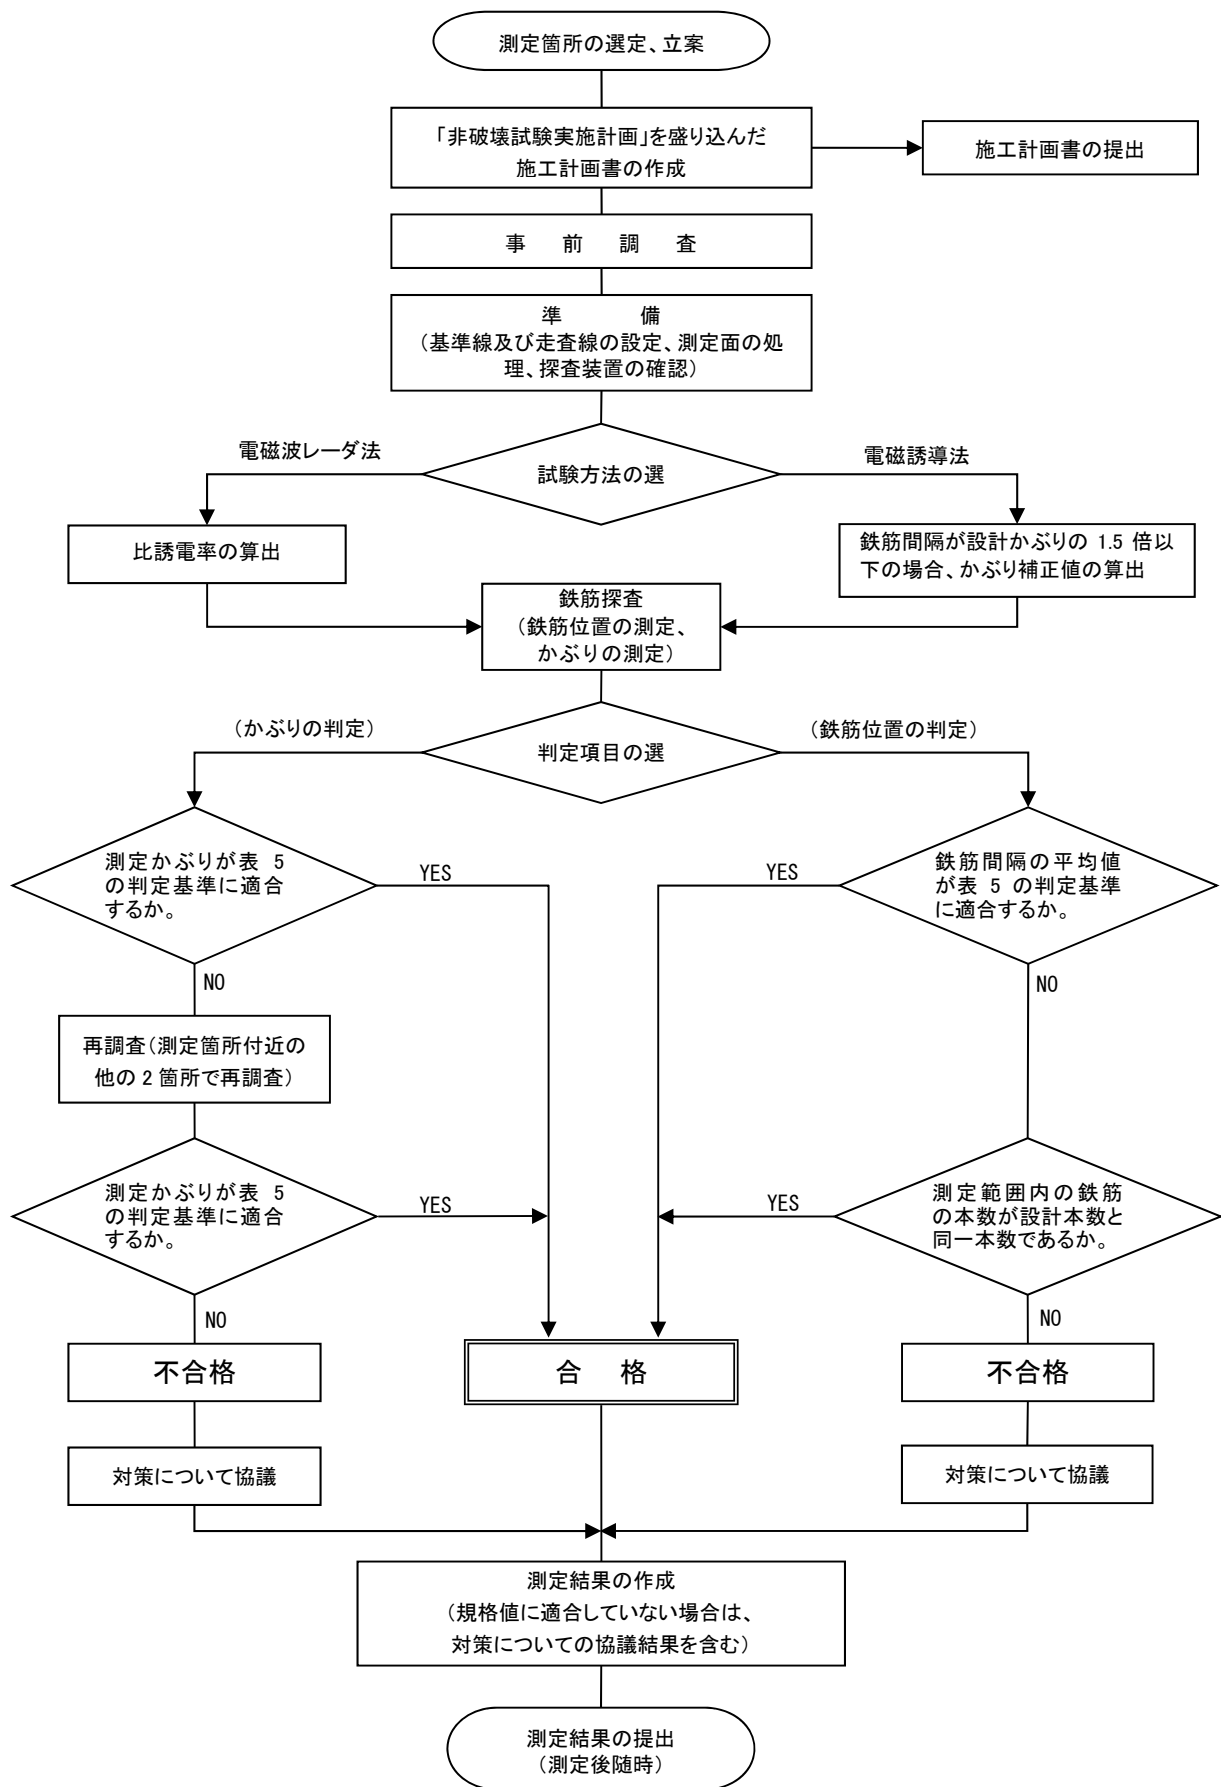 測定箇所の選定、立案
「非破壊試験実施計画」を盛り込んだ
施工計画書の作成
施工計画書の提出
事　前　調　査
準　　　備
（基準線及び走査線の設定、測定面の処
理、探査装置の確認）
電磁波レーダ法
試験方法の選
電磁誘導法
比誘電率の算出
鉄筋間隔が設計かぶりの 1.5 倍以
下の場合、かぶり補正値の算出
鉄筋探査
（鉄筋位置の測定、
かぶりの測定）
（かぶりの判定）
判定項目の選
（鉄筋位置の判定）
測定かぶりが表 5
の判定基準に適合
するか。
YES
YES
鉄筋間隔の平均値
が表 5 の判定基準
に適合するか。
NO
NO
再調査（測定箇所付近の
他の 2 箇所で再調査）
測定かぶりが表 5
の判定基準に適合
するか。
YES
YES
測定範囲内の鉄筋
の本数が設計本数と
同一本数であるか。
NO
NO
不合格
合　格
不合格
対策について協議
対策について協議
測定結果の作成
（規格値に適合していない場合は、
対策についての協議結果を含む）
測定結果の提出
（測定後随時）